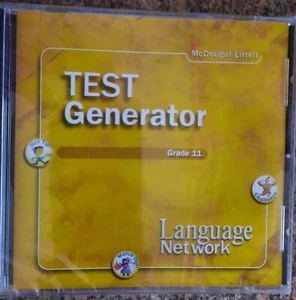 McDougal Littell
TEST
Generator
Grade 11
Language
Network